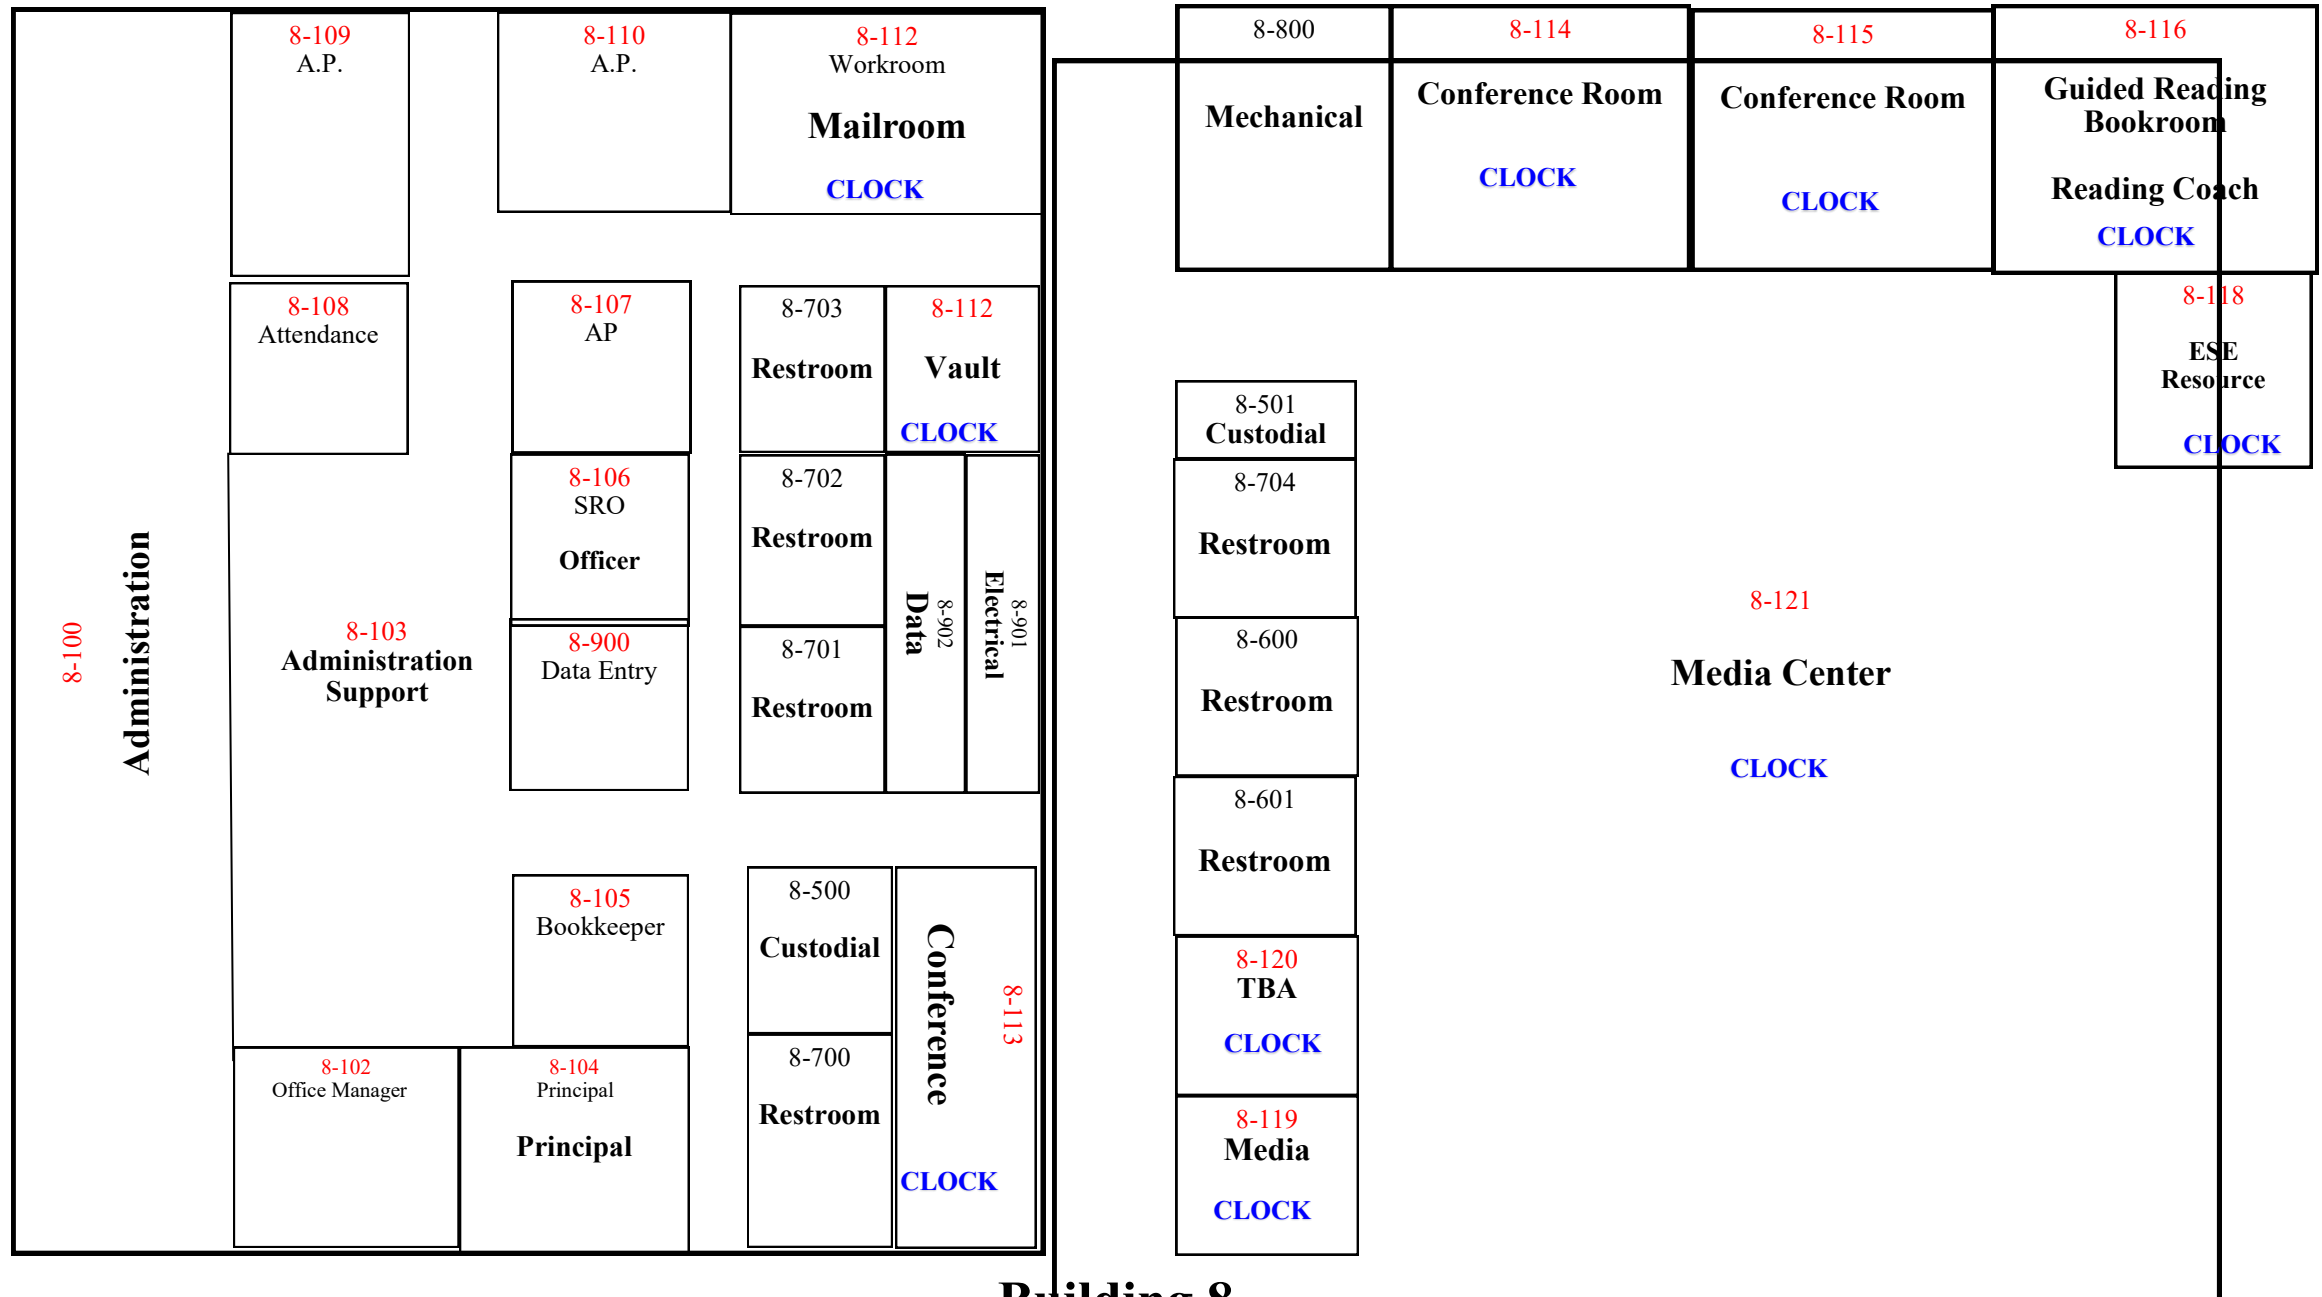 8-109
A.P.
8-110
A.P.
8-112
Workroom
Mailroom
CLOCK
8-108
Attendance
8-107
AP
8-703
Restroom
8-112
Vault
CLOCK
8-106
SRO
Officer
8-702
Restroom
8-100
Administration
8-103
Administration
Support
8-900
Data Entry
8-701
Restroom
8-902
Data
8-901
Electrical
8-105
Bookkeeper
8-500
Custodial
8-113
Conference
CLOCK
8-102
Office Manager
8-104
Principal
Principal
8-700
Restroom
8-800
Mechanical
8-114
Conference Room
CLOCK
8-115
Conference Room
CLOCK
8-116
Guided Reading
Bookroom
Reading Coach
CLOCK
8-118
ESE
Resource
CLOCK
8-501
Custodial
8-704
Restroom
8-600
Restroom
8-601
Restroom
8-120
TBA
CLOCK
8-119
Media
CLOCK
8-121
Media Center
CLOCK
Building 8